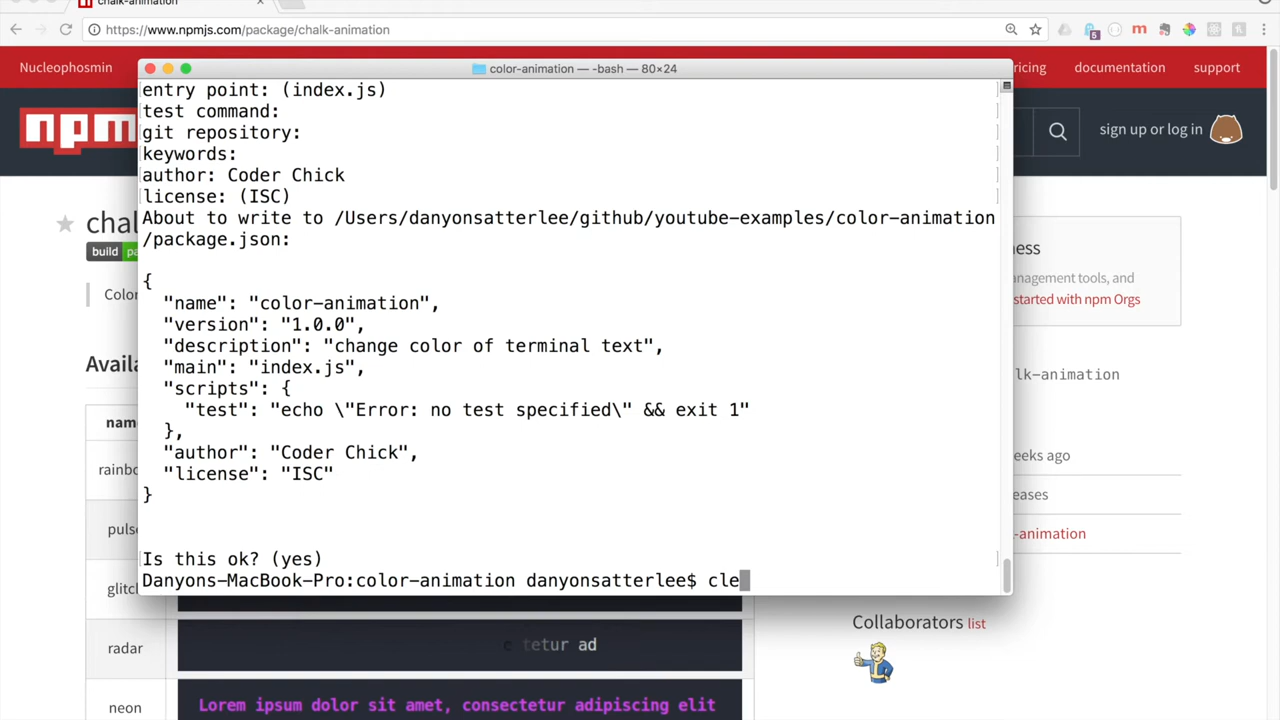 chalk-animation
https://www.npmjs.com/package/chalk-animation
5
Nucleophosmin
documentation
support
npm
sign up or log in
color-animation — -bash — 80×24
entry point: (index.js)
test command:
git repository:
keywords:
author: Coder Chick
license: (ISC)
About to write to /Users/danyonsatterlee/github/youtube-examples/color-animation
/package.json:
{
"name": "color-animation",
"version": "1.0.0",
"description": "change color of terminal text",
"main": "index.js",
"scripts": {
"test": "echo \"Error: no test specified\" && exit 1"
},
"author": "Coder Chick",
"license": "ISC"
}
Is this ok? (yes)
Danyons-MacBook-Pro:color-animation danyonsatterlee$ cle
build
started with npm Orgs
management tools, and
lk-animation
eeks ago
eases
-animation
Collaborators list
radar
tetur ad
neon
Lorem ipsum dolor sit amet, consectetur adipiscing elit